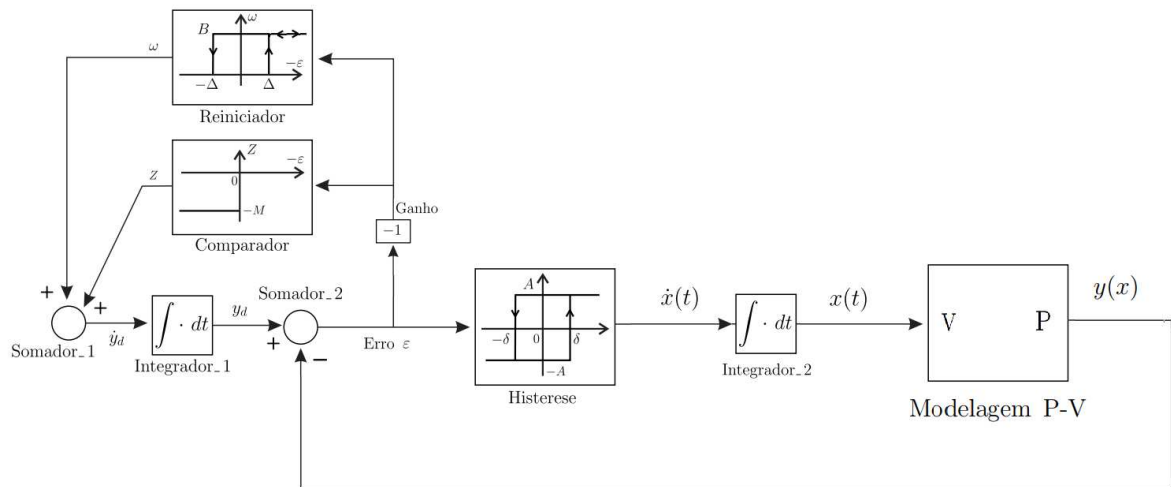 B
ω
−ε
−Δ
Δ
Reiniciador
ω
Z
−ε
0
−M
Comparador
Z
Ganho
−1
+
+
Somador_1
ẏ_d
∫ · dt
Integrador_1
y_d
Somador_2
+
−
Erro ε
A
−δ
0
δ
−A
Histerese
ẋ(t)
∫ · dt
Integrador_2
x(t)
V
P
Modelagem P-V
y(x)